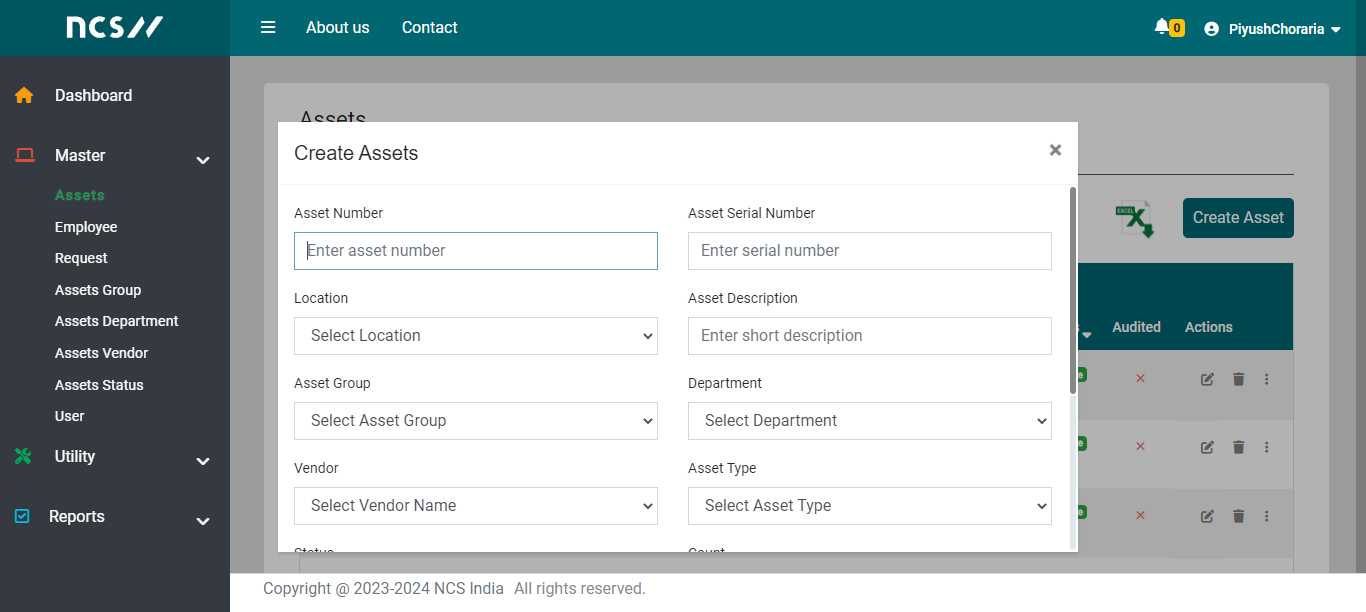 ncs
About us
Contact
0
PiyushChoraria
Dashboard
Master
Assets
Employee
Request
Assets Group
Assets Department
Assets Vendor
Assets Status
User
Utility
Reports
Assets
Create Assets
×
Asset Number
Asset Serial Number
Enter asset number
Enter serial number
Location
Asset Description
Select Location
Enter short description
Asset Group
Department
Select Asset Group
Select Department
Vendor
Asset Type
Select Vendor Name
Select Asset Type
Status
Count
EXCEL
X
Create Asset
Audited
Actions
Copyright @ 2023-2024 NCS India All rights reserved.